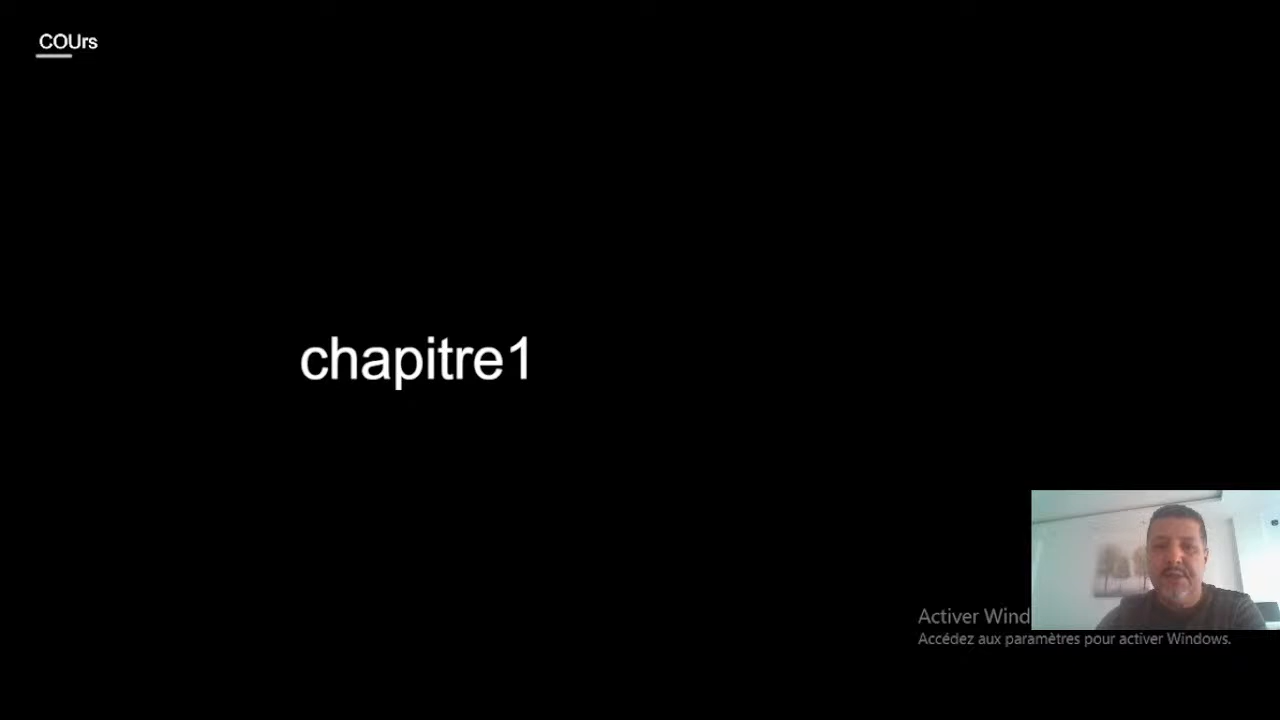 COUrs
chapitre1
Activer Wind
Accédez aux paramètres pour activer Windows.